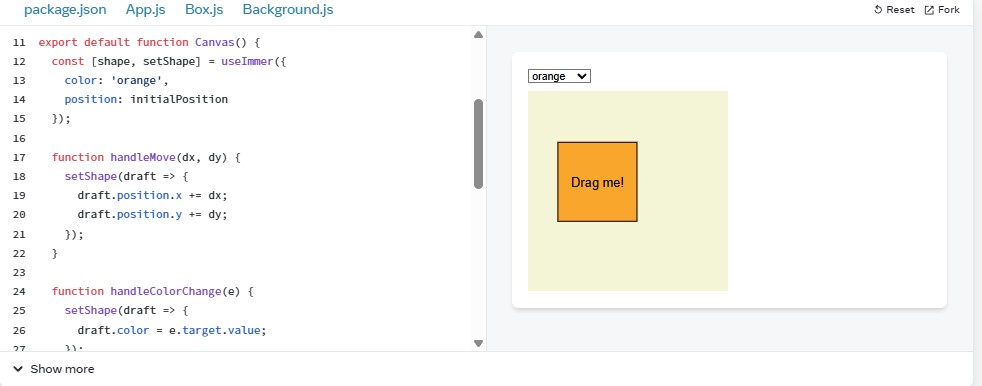 package.json App.js Box.js Background.js Reset Fork
11 export default function Canvas() {
12   const [shape, setShape] = useImmer({
13     color: 'orange',
14     position: initialPosition
15   });
16
17   function handleMove(dx, dy) {
18     setShape(draft => {
19       draft.position.x += dx;
20       draft.position.y += dy;
21     });
22   }
23
24   function handleColorChange(e) {
25     setShape(draft => {
26       draft.color = e.target.value;
27     });
orange
Drag me!
Show more